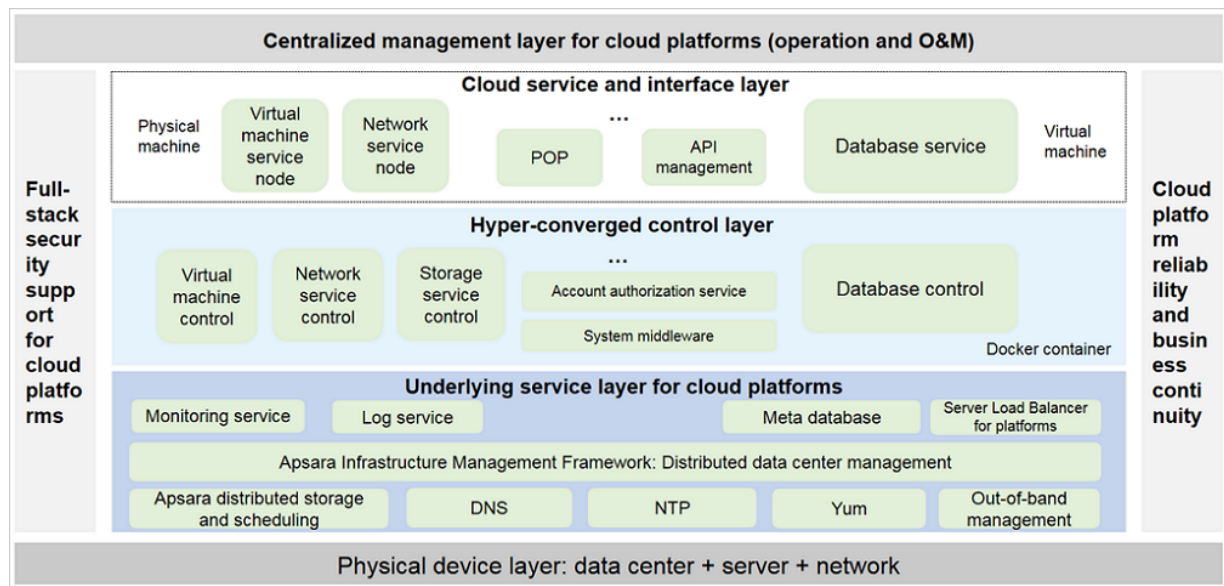 Centralized management layer for cloud platforms (operation and O&M)
Full-
stack
secur
ity
supp
ort
for
cloud
platfo
rms
Cloud service and interface layer
Physical
machine
Virtual
machine
service
node
Network
service
node
...
POP
API
management
Database service
Virtual
machine
Hyper-converged control layer
Virtual
machine
control
Network
service
control
Storage
service
control
...
Account authorization service
System middleware
Database control
Docker container
Underlying service layer for cloud platforms
Monitoring service
Log service
Meta database
Server Load Balancer
for platforms
Apsara Infrastructure Management Framework: Distributed data center management
Apsara distributed storage
and scheduling
DNS
NTP
Yum
Out-of-band
management
Cloud
platfo
rm
reliab
ility
and
busin
ess
conti
nuity
Physical device layer: data center + server + network